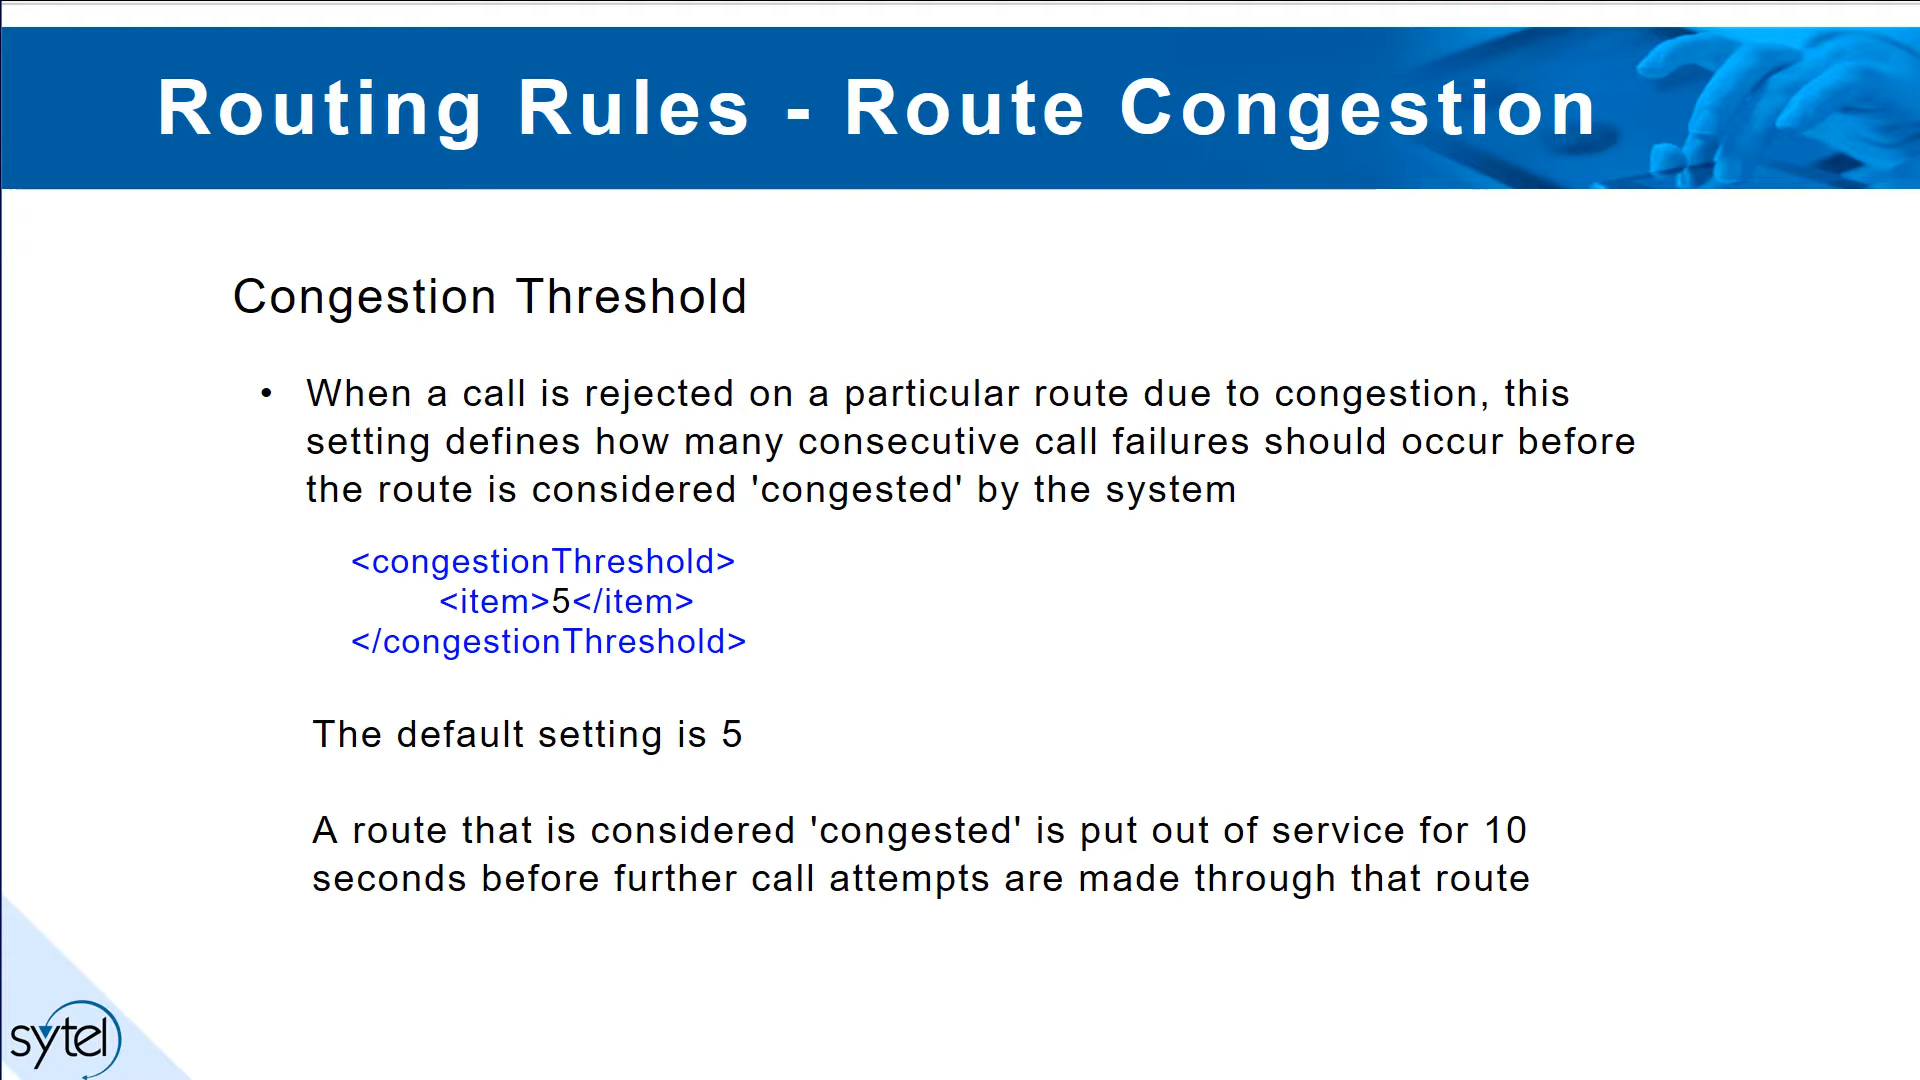 Routing Rules - Route Congestion
Congestion Threshold
• When a call is rejected on a particular route due to congestion, this
setting defines how many consecutive call failures should occur before
the route is considered 'congested' by the system
<congestionThreshold>
<item>5</item>
</congestionThreshold>
The default setting is 5
A route that is considered 'congested' is put out of service for 10
seconds before further call attempts are made through that route
sytel